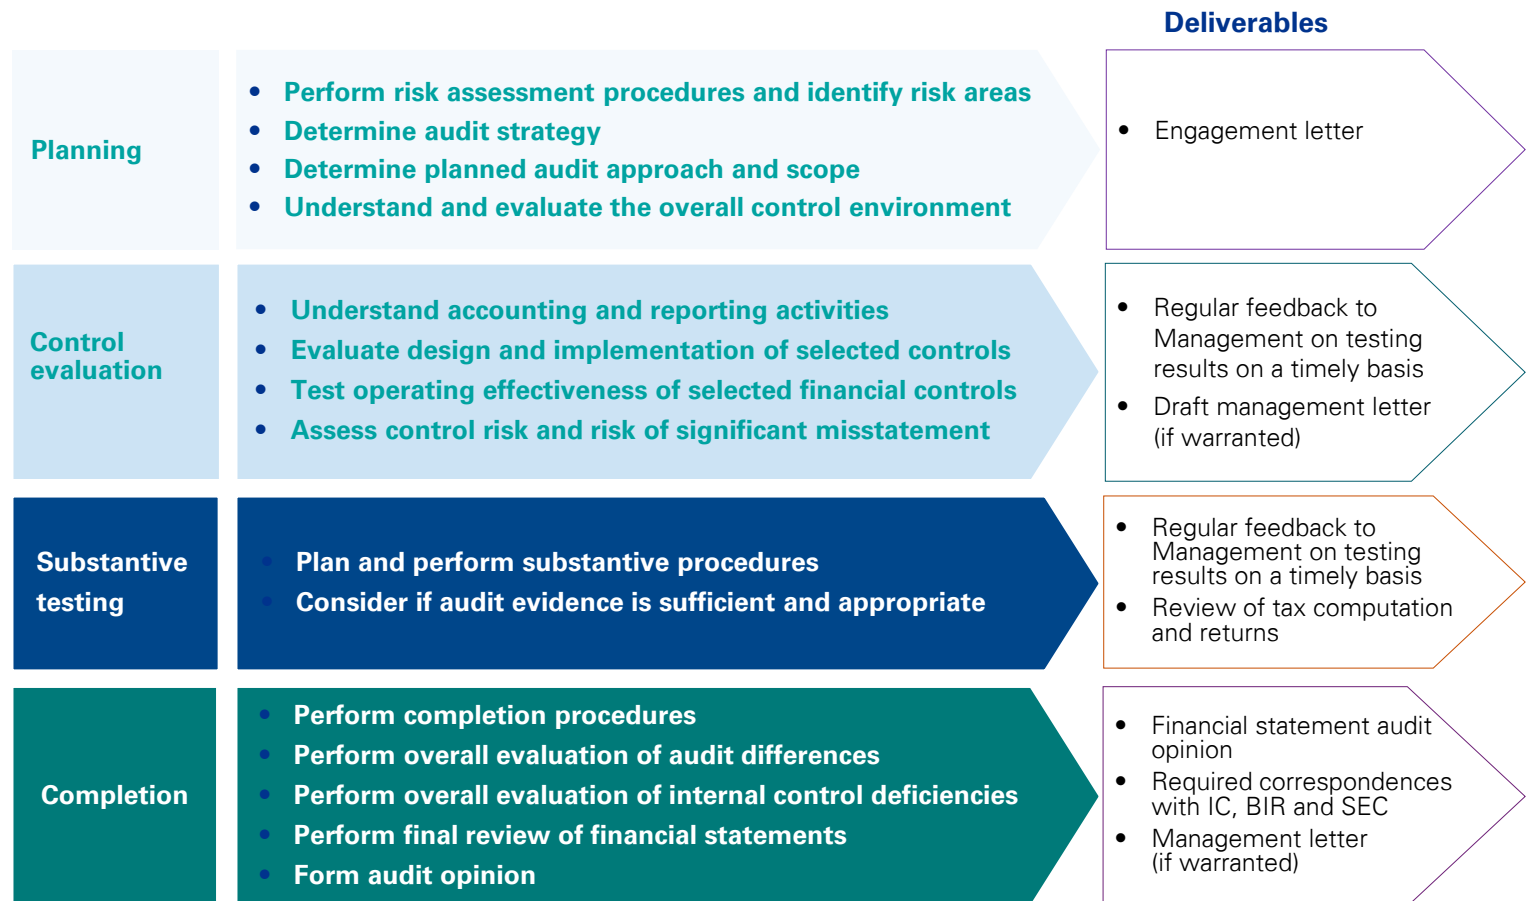 Deliverables
Planning
• Perform risk assessment procedures and identify risk areas
• Determine audit strategy
• Determine planned audit approach and scope
• Understand and evaluate the overall control environment
• Engagement letter
Control
evaluation
• Understand accounting and reporting activities
• Evaluate design and implementation of selected controls
• Test operating effectiveness of selected financial controls
• Assess control risk and risk of significant misstatement
• Regular feedback to
Management on testing
results on a timely basis
• Draft management letter
(if warranted)
Substantive
testing
• Plan and perform substantive procedures
• Consider if audit evidence is sufficient and appropriate
• Regular feedback to
Management on testing
results on a timely basis
• Review of tax computation
and returns
Completion
• Perform completion procedures
• Perform overall evaluation of audit differences
• Perform overall evaluation of internal control deficiencies
• Perform final review of financial statements
• Form audit opinion
• Financial statement audit
opinion
• Required correspondences
with IC, BIR and SEC
• Management letter
(if warranted)